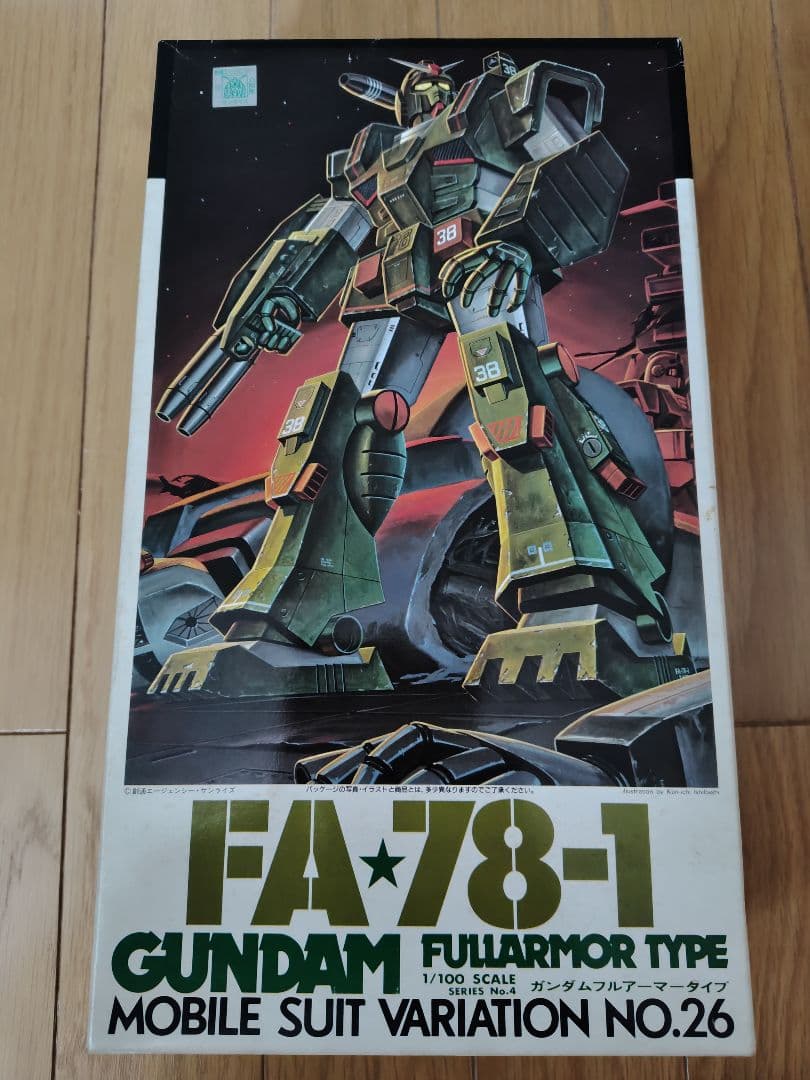 38
38
38
38
©創通エージェンシー・サンライズ
パッケージの写真・イラストと商品とは、多少異なりますのでご了承ください。
Illustration by
FA★78-1
GUNDAM FULLARMOR TYPE
1/100 SCALE
SERIES No.4
ガンダムフルアーマータイプ
MOBILE SUIT VARIATION NO.26